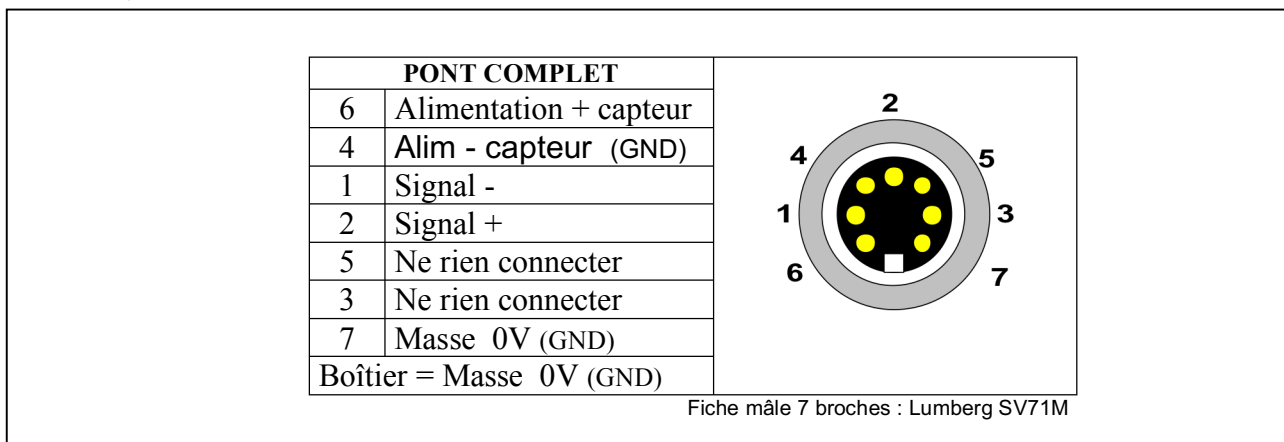 PONT COMPLET
6 Alimentation + capteur
4 Alim - capteur (GND)
1 Signal -
2 Signal +
5 Ne rien connecter
3 Ne rien connecter
7 Masse 0V (GND)
Boîtier = Masse 0V (GND)
2
4 5
1 3
6 7
Fiche mâle 7 broches : Lumberg SV71M